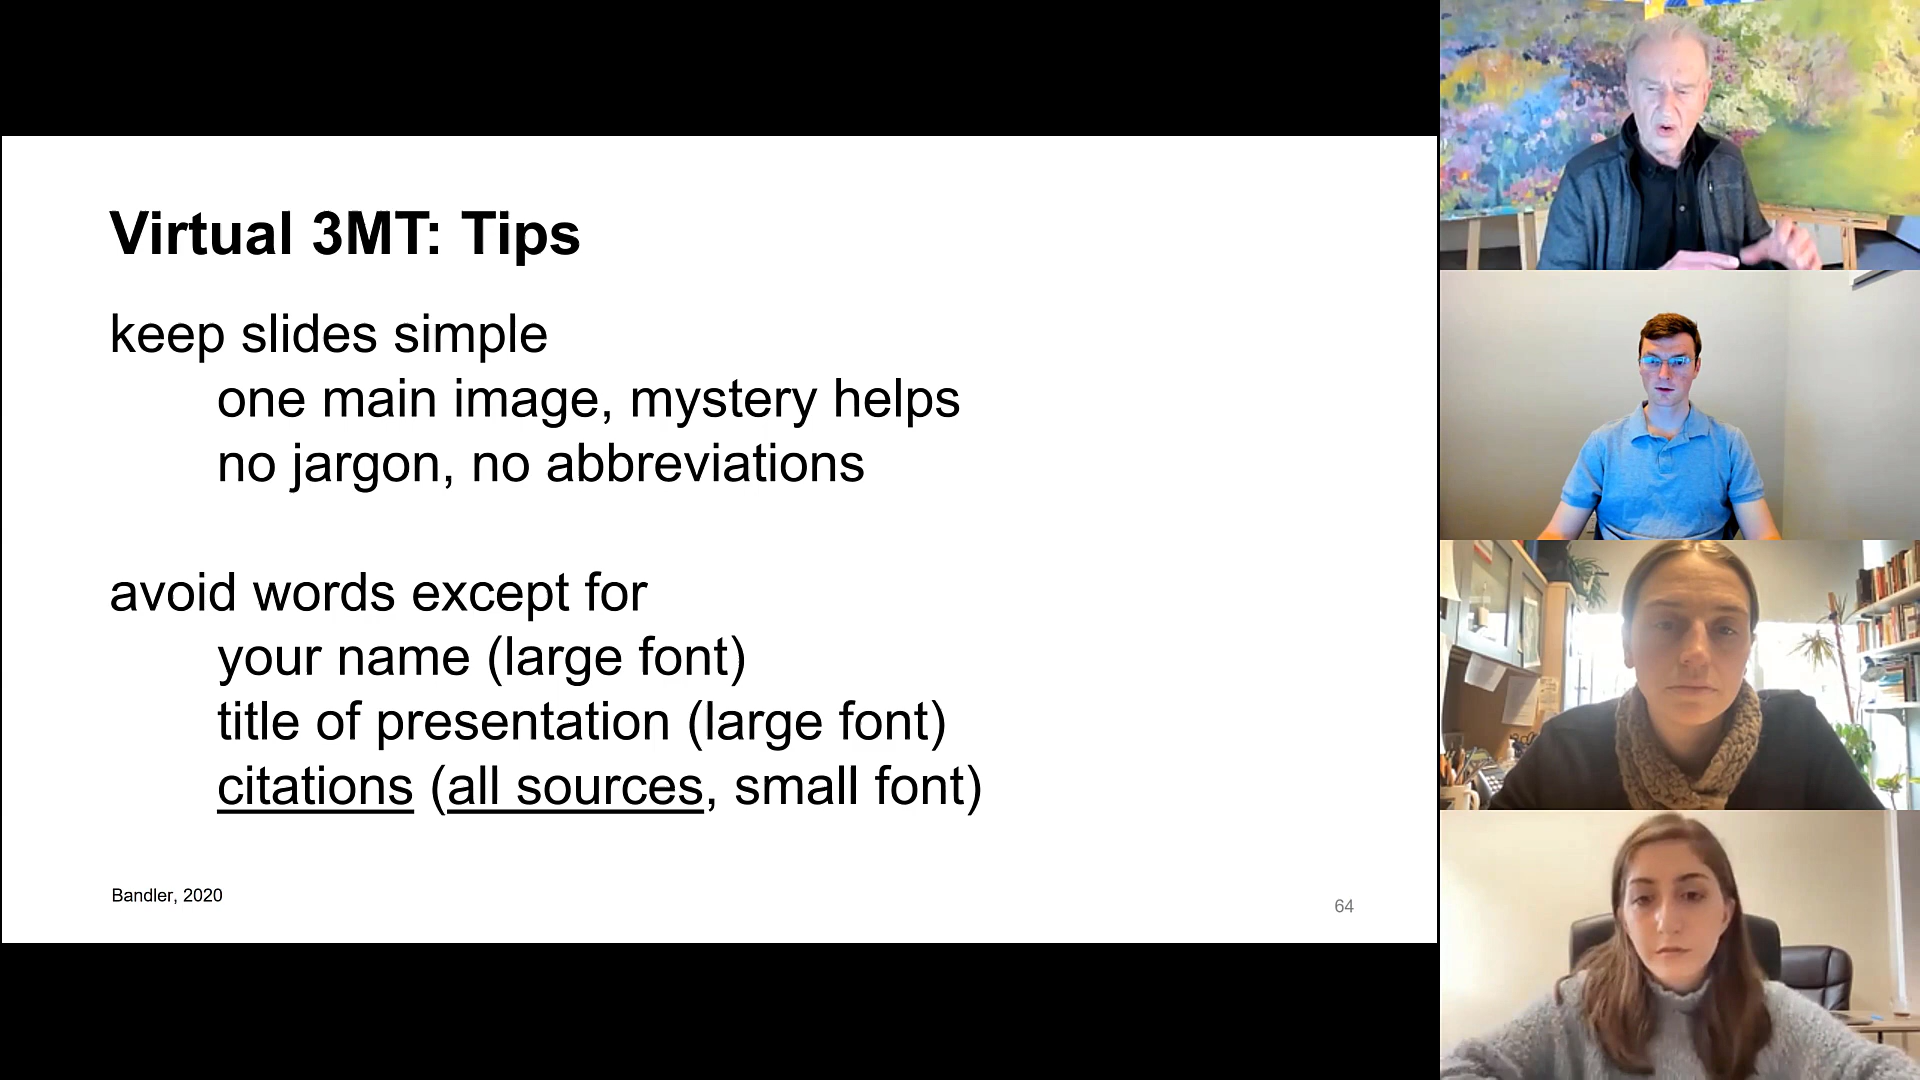 Virtual 3MT: Tips
keep slides simple
one main image, mystery helps
no jargon, no abbreviations
avoid words except for
your name (large font)
title of presentation (large font)
citations (all sources, small font)
Bandler, 2020
64